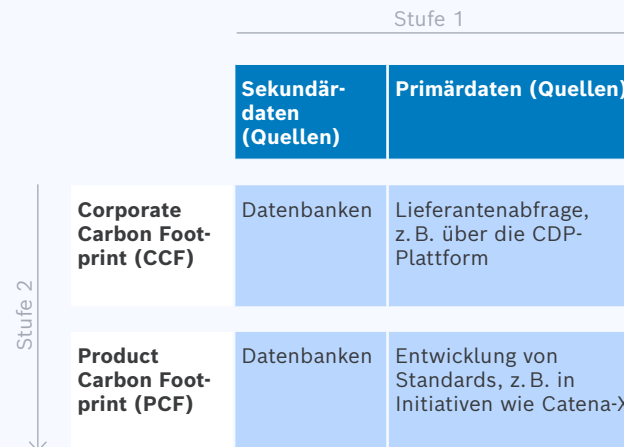 Stufe 1
Sekundär-
daten
(Quellen)
Primärdaten (Quellen)
Stufe 2
Corporate
Carbon Foot-
print (CCF)
Datenbanken
Lieferantenabfrage,
z. B. über die CDP-
Plattform
Product
Carbon Foot-
print (PCF)
Datenbanken
Entwicklung von
Standards, z. B. in
Initiativen wie Catena-X